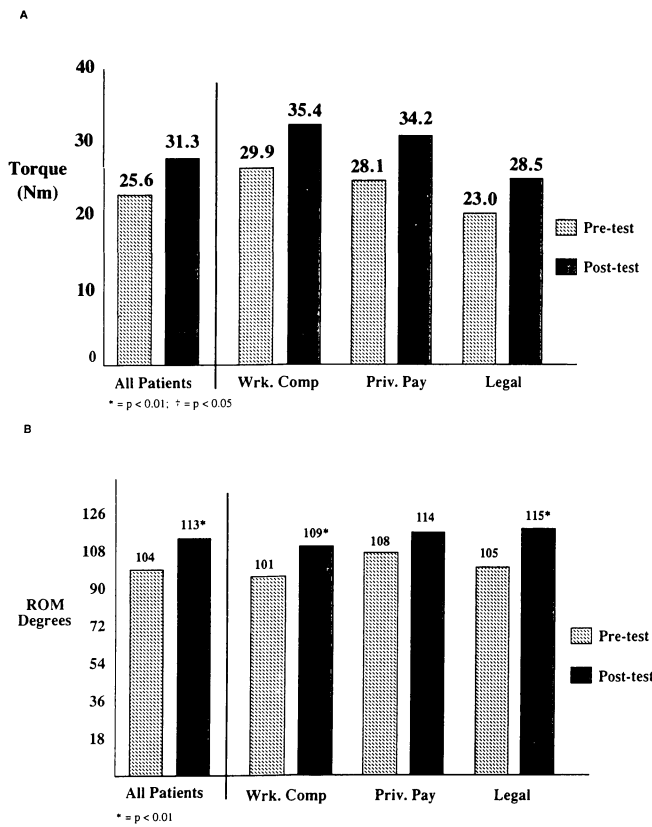 A
40
30
20
10
0
Torque
(Nm)
25.6
31.3
29.9
35.4
28.1
34.2
23.0
28.5
Pre-test
Post-test
All Patients
Wrk. Comp
Priv. Pay
Legal
* = p < 0.01; † = p < 0.05
B
126
108
90
72
54
36
18
ROM
Degrees
104
113*
101
109*
108
114
105
115*
Pre-test
Post-test
All Patients
Wrk. Comp
Priv. Pay
Legal
* = p < 0.01